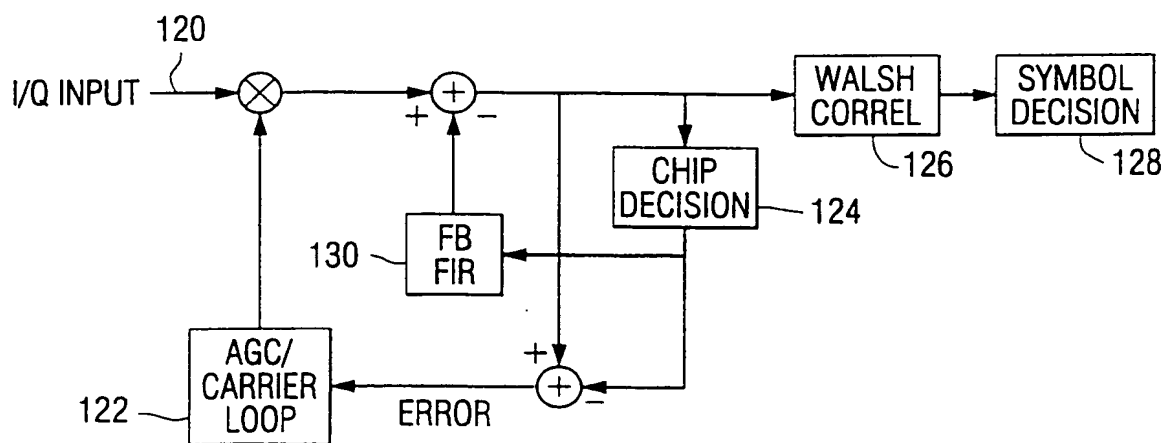 120
I/Q INPUT
+
+
−
WALSH
CORREL
126
SYMBOL
DECISION
128
CHIP
DECISION
124
130
FB
FIR
AGC/
CARRIER
LOOP
122
ERROR
+
+
−